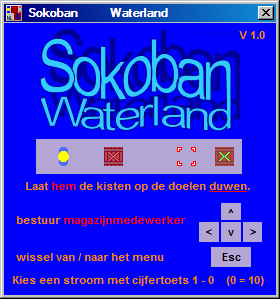 Sokoban Waterland
V 1.0
Sokoban
Waterland
Laat hem de kisten op de doelen duwen.
bestuur magazijnmedewerker
^
< v >
wissel van / naar het menu Esc
Kies een stroom met cijfertoets 1 - 0 (0 = 10)